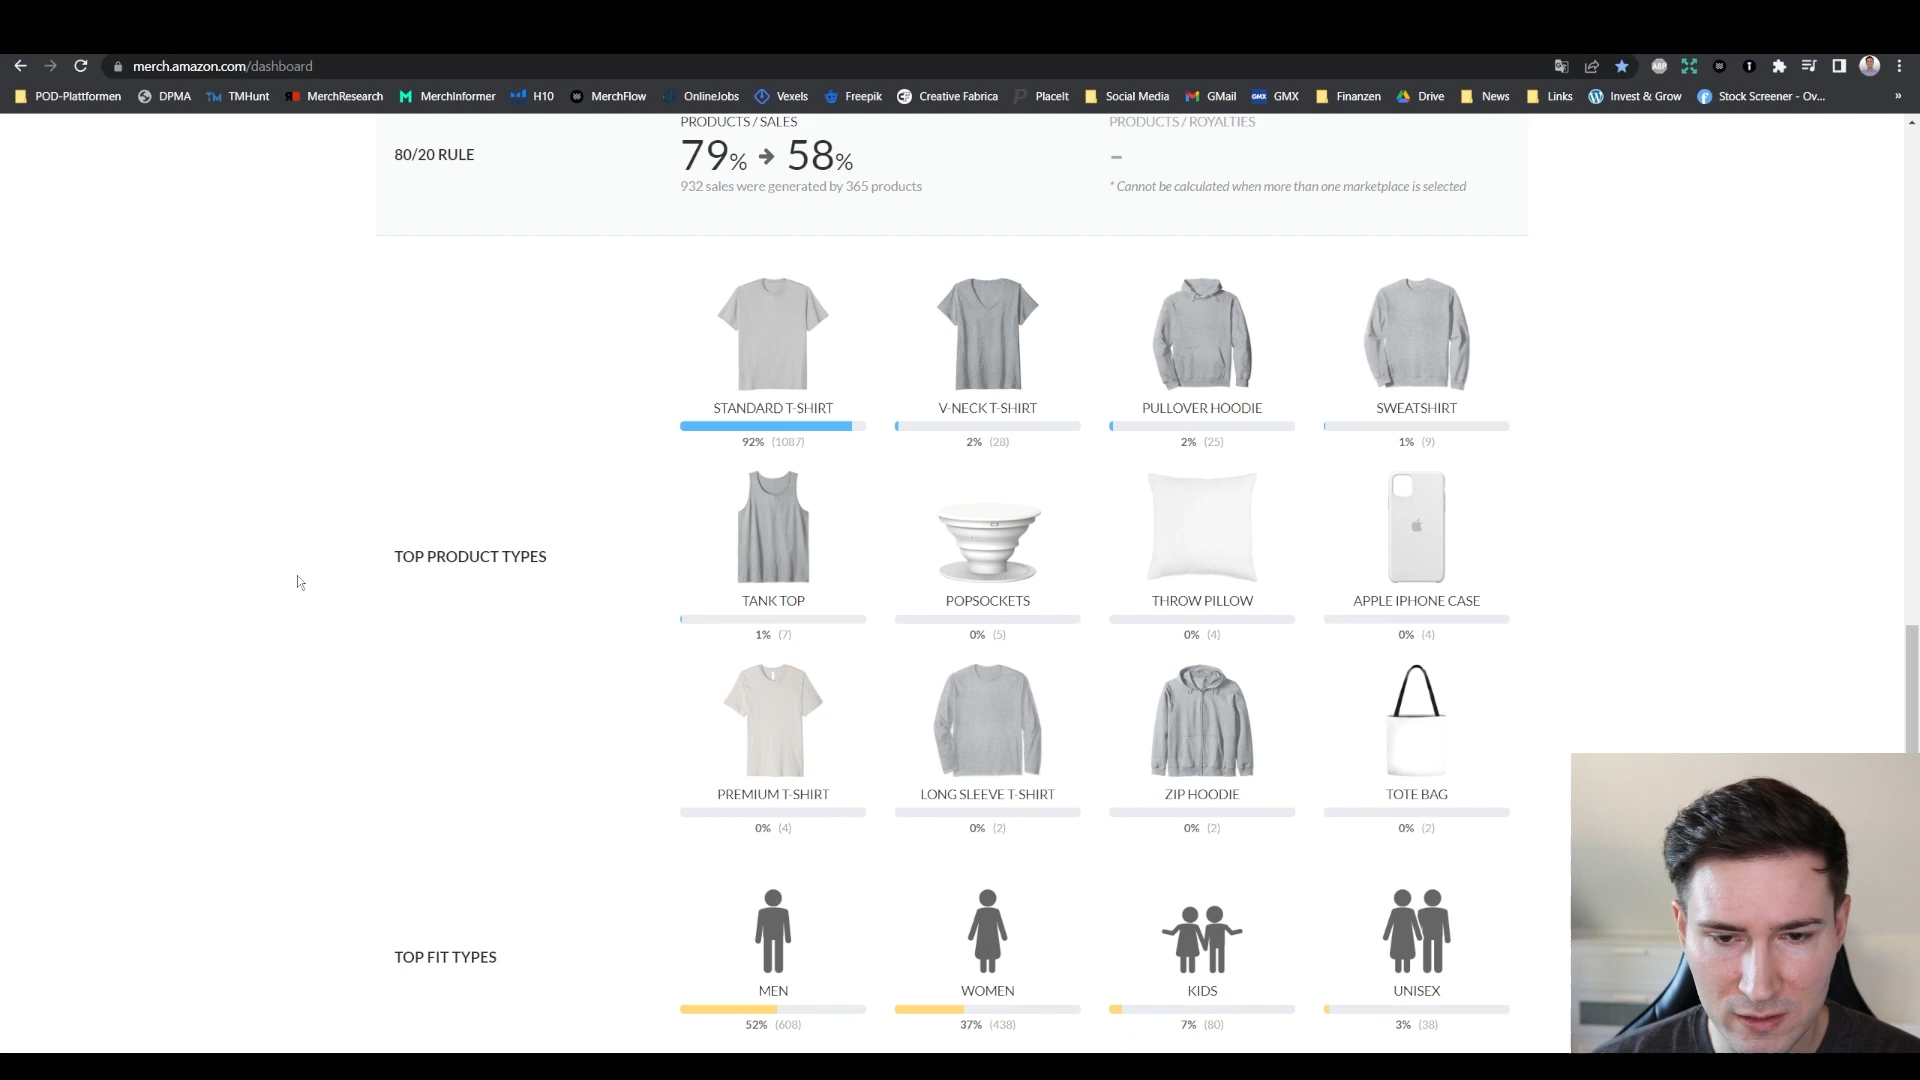 merch.amazon.com/dashboard
POD-Plattformen DPMA TMHunt MerchResearch MerchInformer H10 MerchFlow OnlineJobs Vexels Freepik Creative Fabrica PlaceIt Social Media GMail GMX Finanzen Drive News Links Invest & Grow Stock Screener - Ov... »
PRODUCTS / SALES PRODUCTS / ROYALTIES
80/20 RULE 79% → 58% –
932 sales were generated by 365 products * Cannot be calculated when more than one marketplace is selected
STANDARD T-SHIRT V-NECK T-SHIRT PULLOVER HOODIE SWEATSHIRT
92% (1087) 2% (28) 2% (25) 1% (9)
TOP PRODUCT TYPES
TANK TOP POPSOCKETS THROW PILLOW APPLE IPHONE CASE
1% (7) 0% (5) 0% (4) 0% (4)
PREMIUM T-SHIRT LONG SLEEVE T-SHIRT ZIP HOODIE TOTE BAG
0% (4) 0% (2) 0% (2) 0% (2)
TOP FIT TYPES
MEN WOMEN KIDS UNISEX
52% (608) 37% (438) 7% (80) 3% (38)